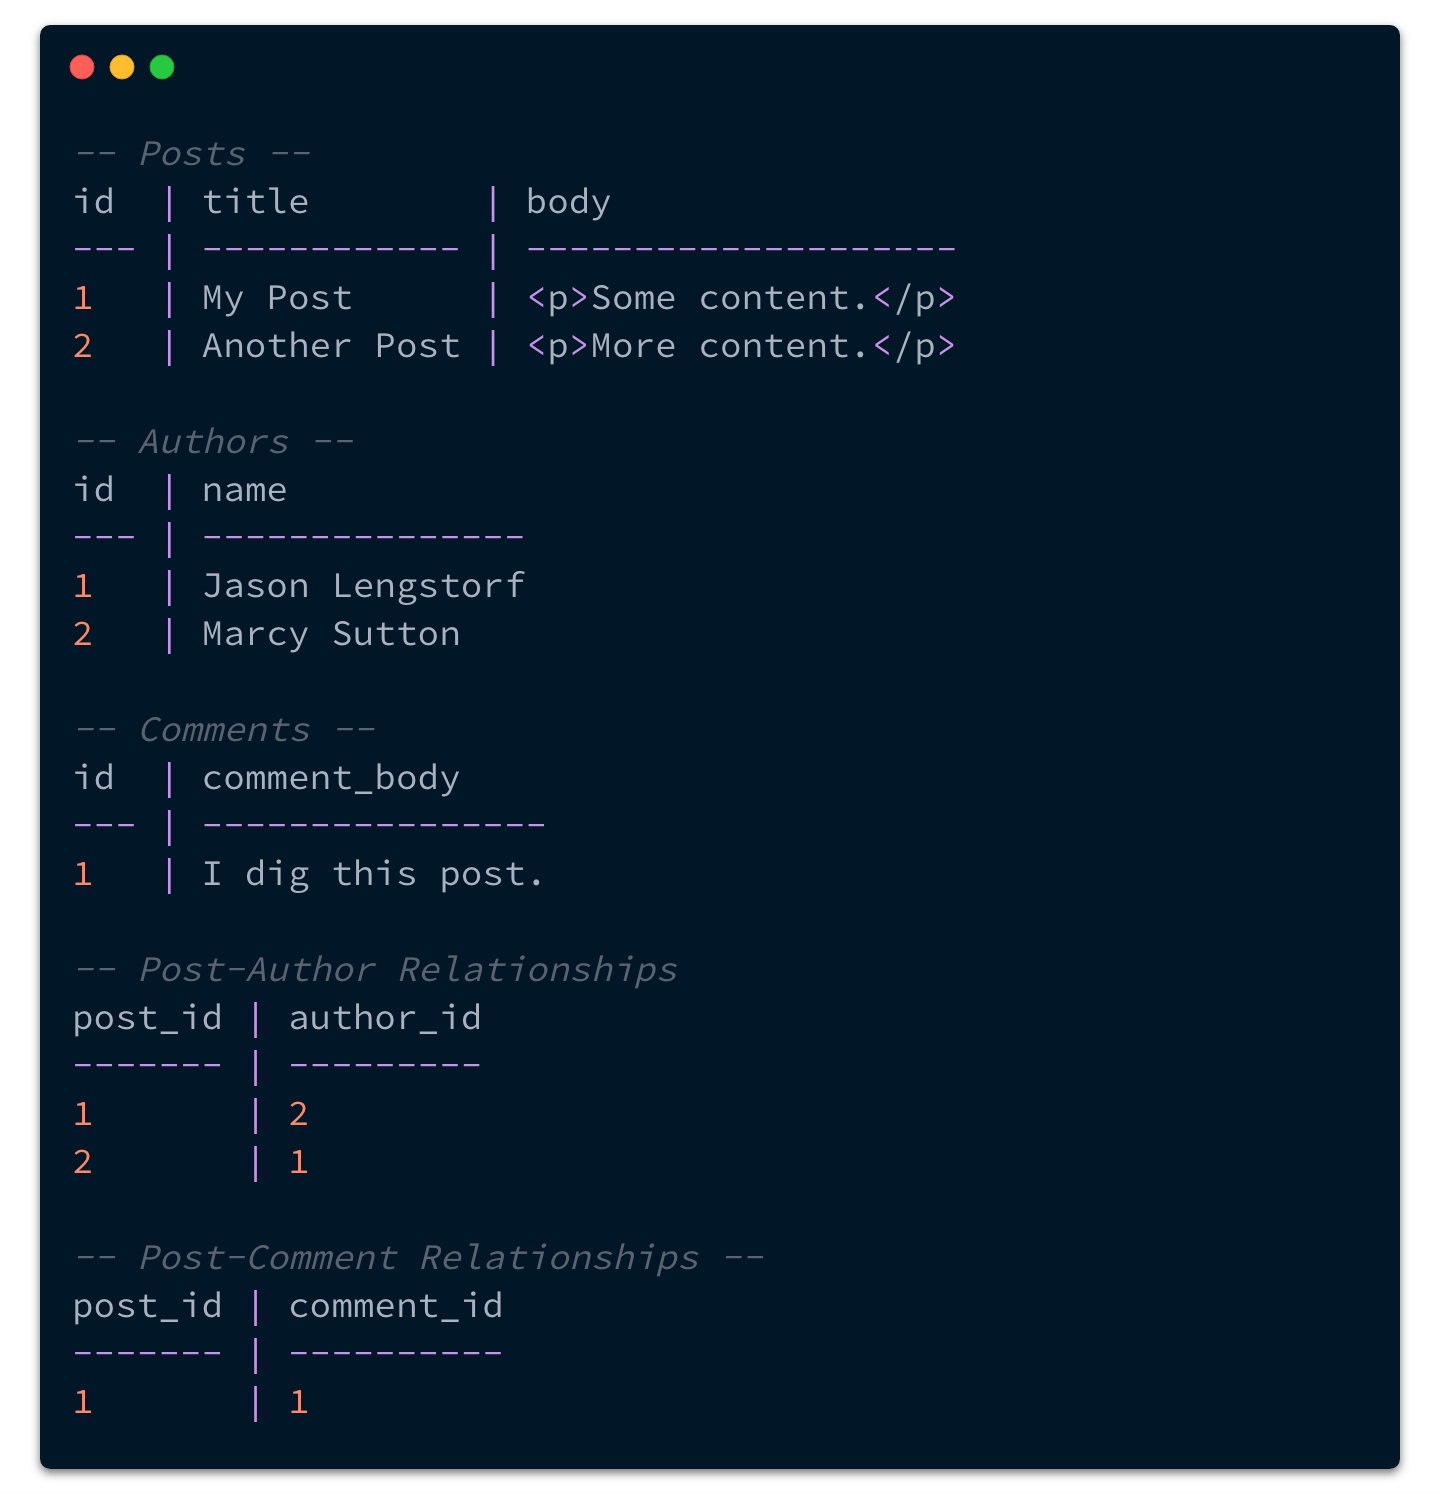 -- Posts --
id  | title        | body
--- | ------------ | --------------------
1   | My Post      | <p>Some content.</p>
2   | Another Post | <p>More content.</p>
-- Authors --
id  | name
--- | ---------------
1   | Jason Lengstorf
2   | Marcy Sutton
-- Comments --
id  | comment_body
--- | ----------------
1   | I dig this post.
-- Post-Author Relationships
post_id | author_id
------- | ---------
1       | 2
2       | 1
-- Post-Comment Relationships --
post_id | comment_id
------- | ----------
1       | 1